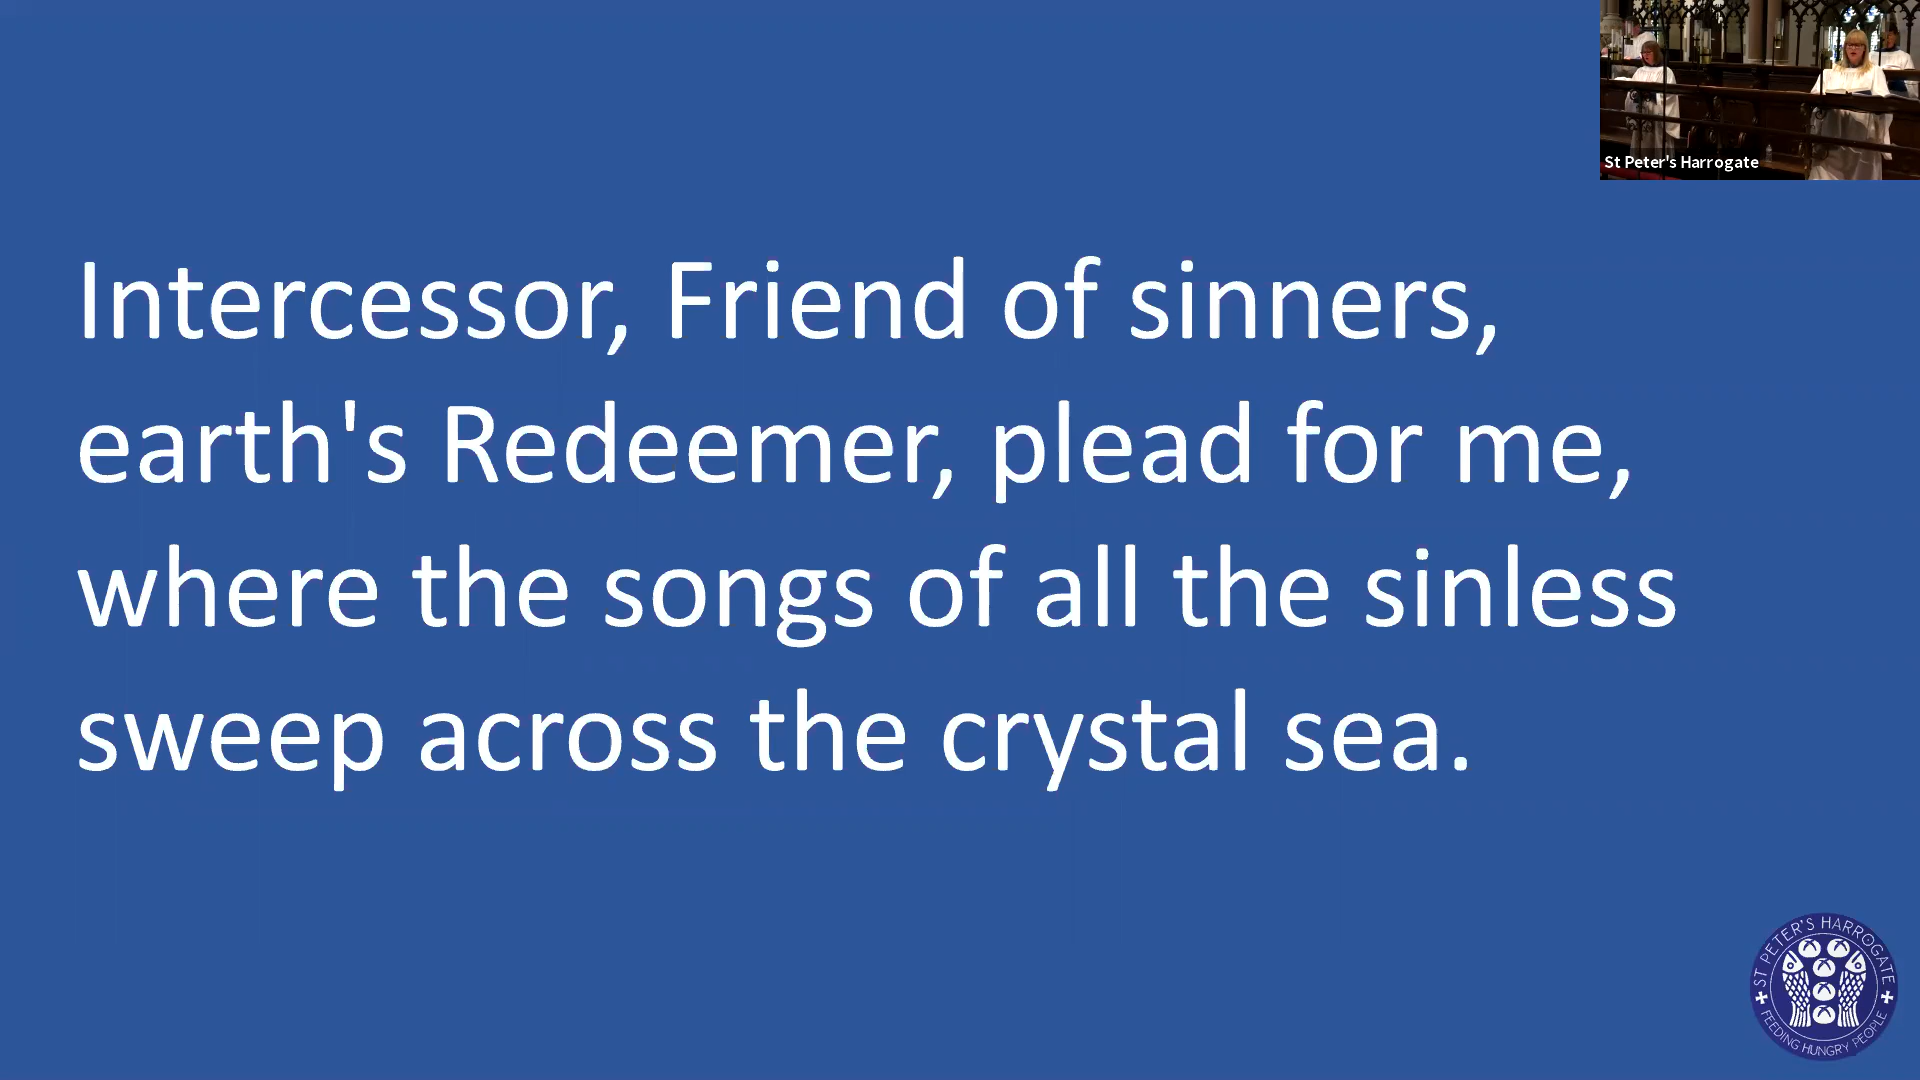 St Peter's Harrogate
Intercessor, Friend of sinners,
earth's Redeemer, plead for me,
where the songs of all the sinless
sweep across the crystal sea.
ST PETER'S HARROGATE
FEEDING HUNGRY PEOPLE